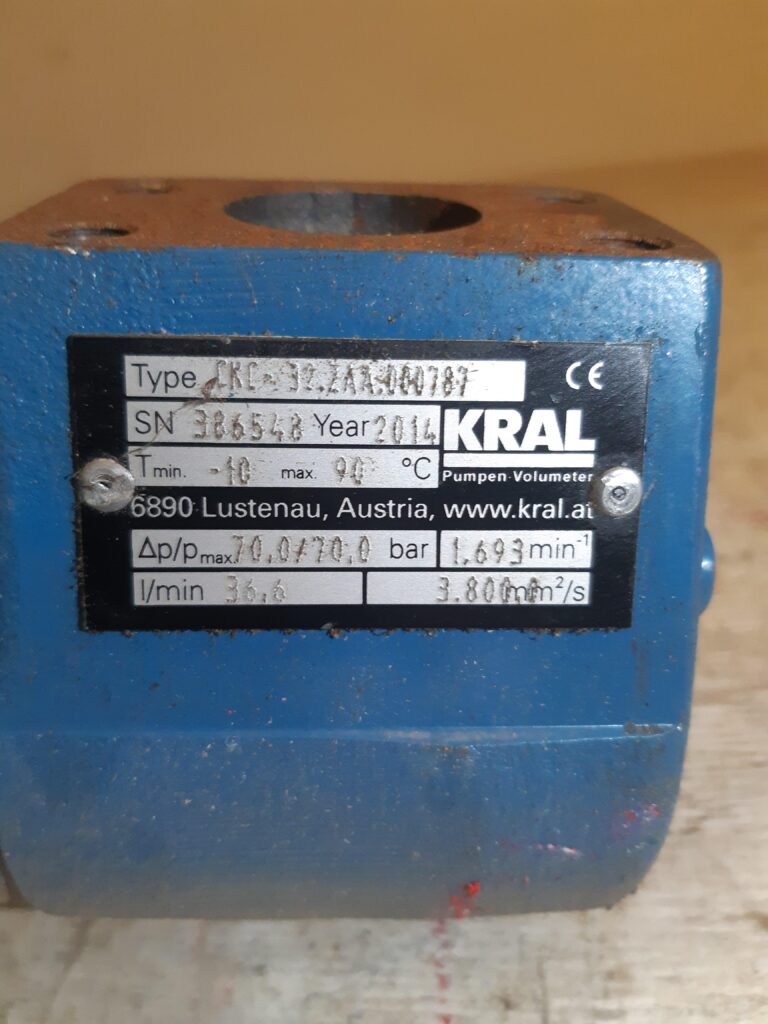 Type CKC-32.ZAA.000787 CE
SN 386548 Year 2014 KRAL
Tmin. -10 max. 90 °C Pumpen-Volumeter
6890 Lustenau, Austria, www.kral.at
Δp/pmax. 70.0/70.0 bar 1.693 min⁻¹
l/min 36.6 3.800,0 mm²/s